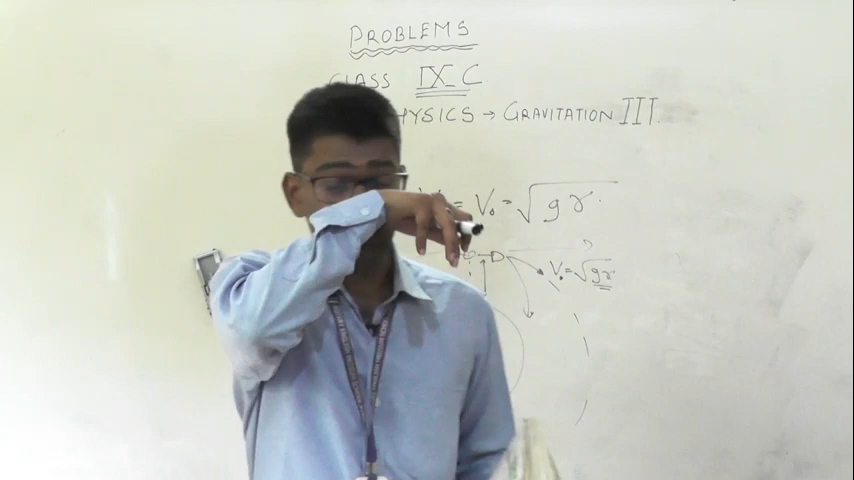 PROBLEMS
CLASS IX C
HYSICS → GRAVITATION III.
= V₀ = √gr.
V₀ = √gr